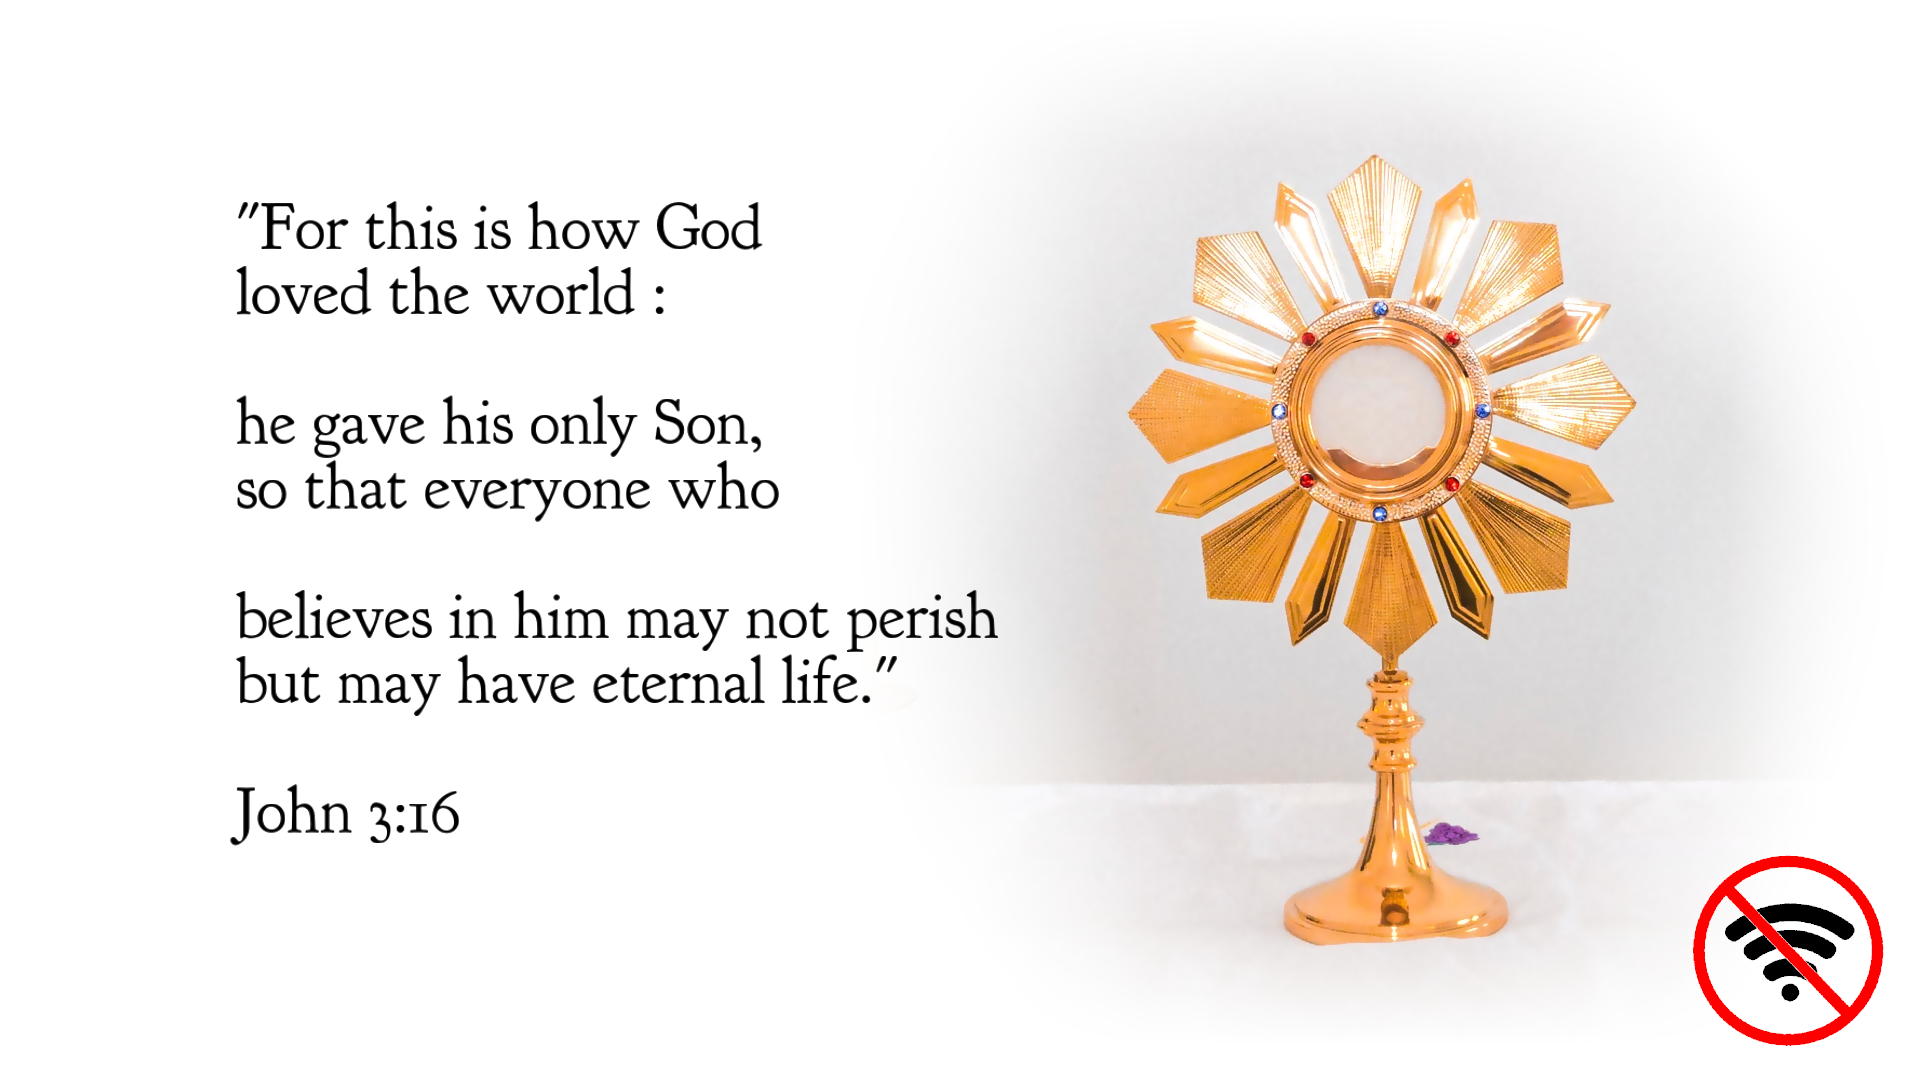 "For this is how God
loved the world :
he gave his only Son,
so that everyone who
believes in him may not perish
but may have eternal life."
John 3:16